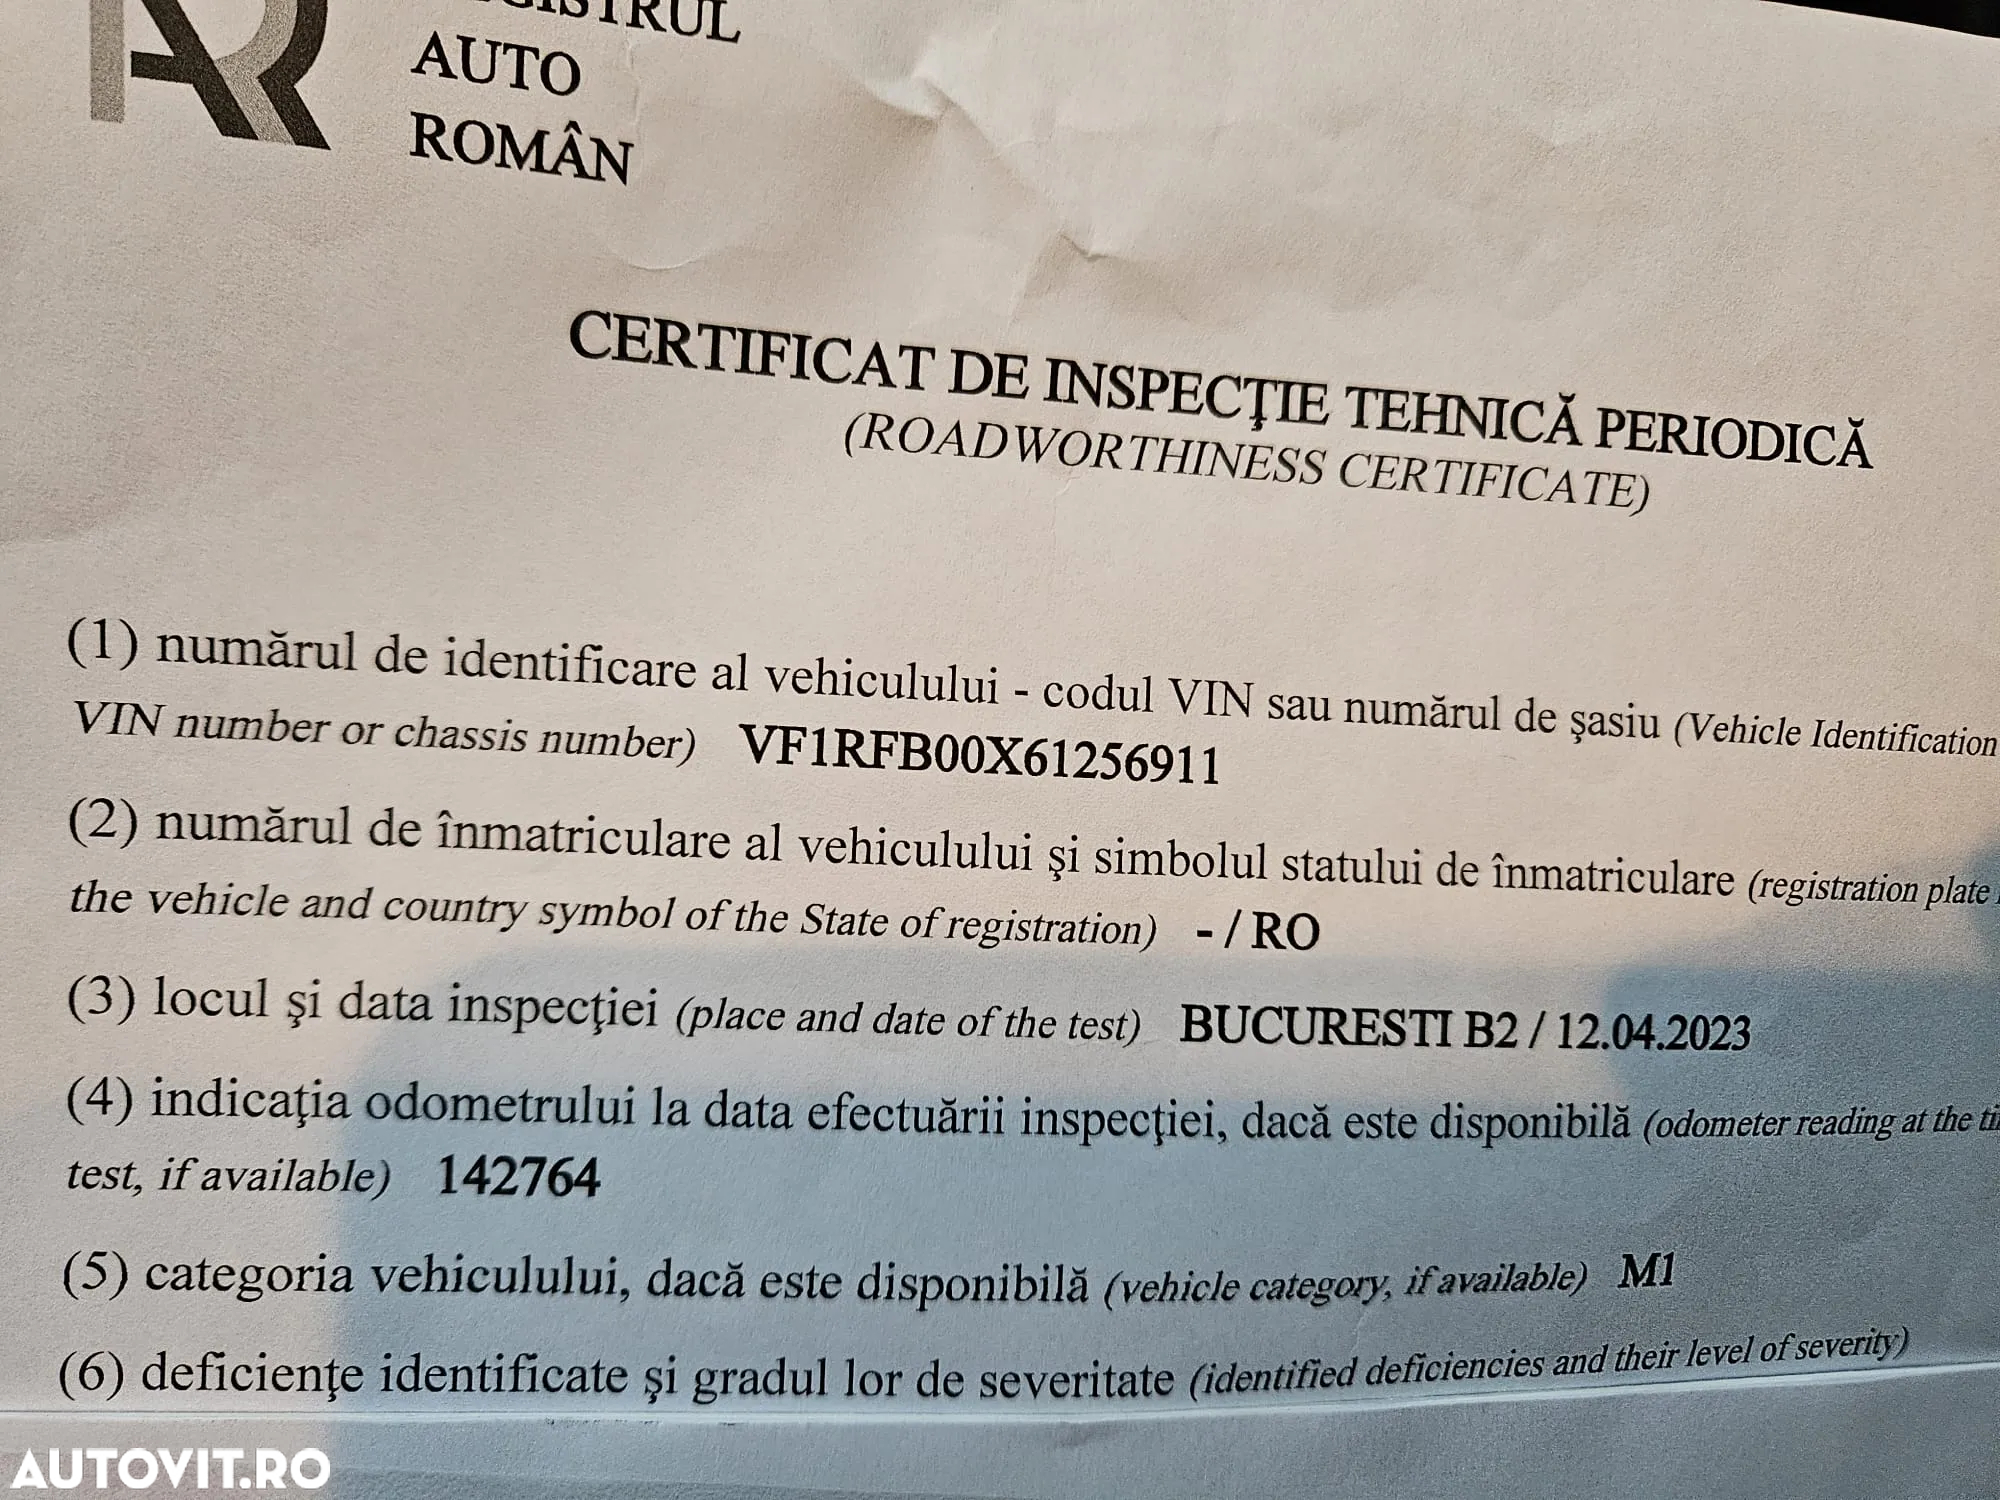 REGISTRUL
AUTO
ROMÂN
CERTIFICAT DE INSPECŢIE TEHNICĂ PERIODICĂ
(ROADWORTHINESS CERTIFICATE)
(1) numărul de identificare al vehiculului - codul VIN sau numărul de şasiu (Vehicle Identification
VIN number or chassis number) VF1RFB00X61256911
(2) numărul de înmatriculare al vehiculului şi simbolul statului de înmatriculare (registration plate
the vehicle and country symbol of the State of registration) - / RO
(3) locul şi data inspecţiei (place and date of the test) BUCURESTI B2 / 12.04.2023
(4) indicaţia odometrului la data efectuării inspecţiei, dacă este disponibilă (odometer reading at the
test, if available) 142764
(5) categoria vehiculului, dacă este disponibilă (vehicle category, if available) M1
(6) deficienţe identificate şi gradul lor de severitate (identified deficiencies and their level of severity)
AUTOVIT.RO